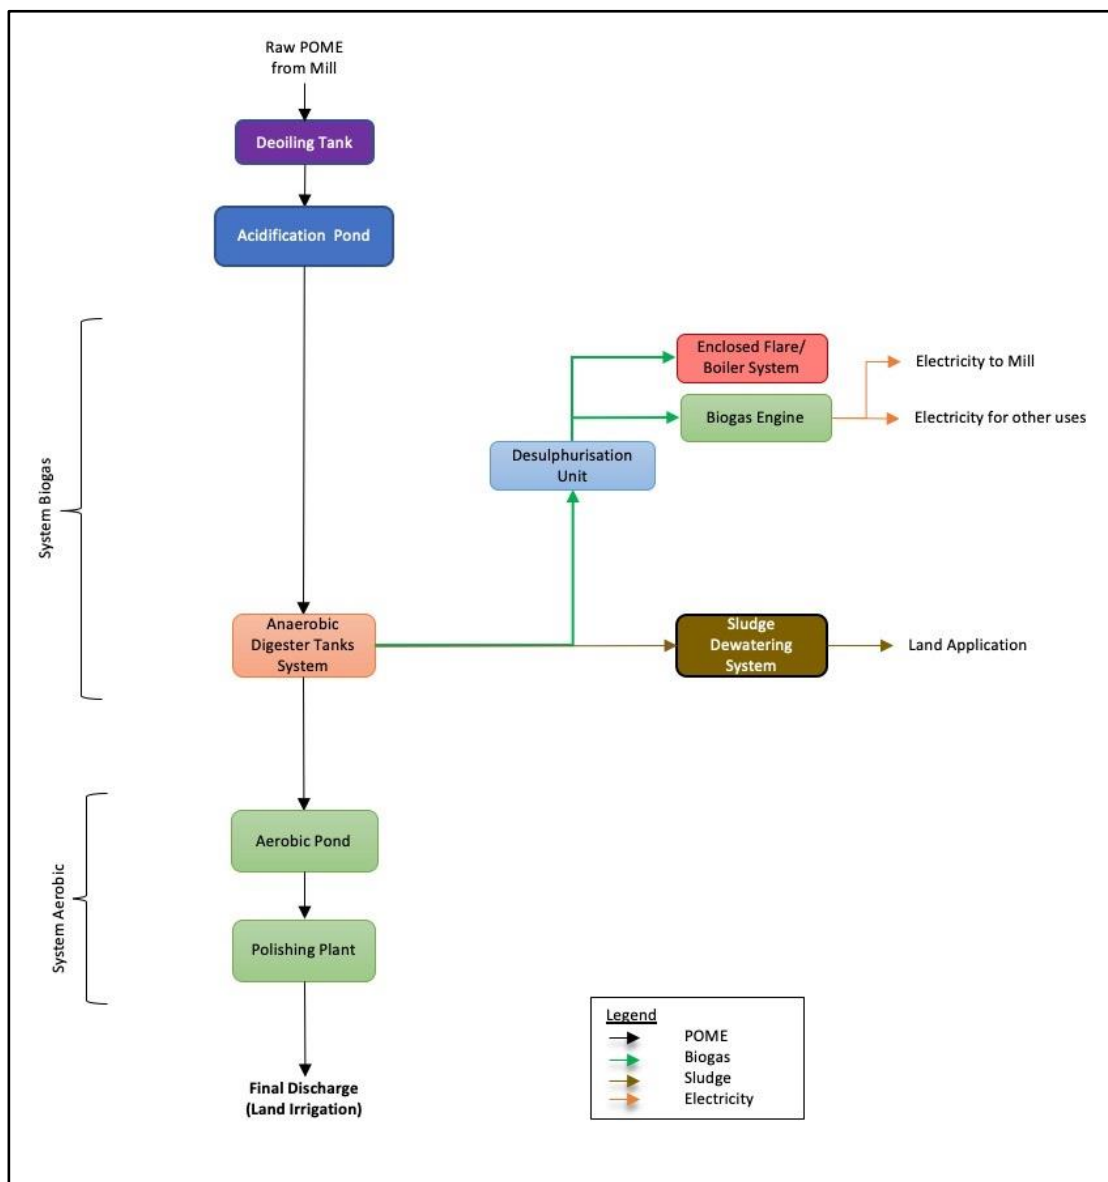 Raw POME
from Mill
Deoiling Tank
Acidification Pond
System Biogas
Enclosed Flare/
Boiler System
Electricity to Mill
Biogas Engine
Electricity for other uses
Desulphurisation
Unit
Anaerobic
Digester Tanks
System
Sludge
Dewatering
System
Land Application
System Aerobic
Aerobic Pond
Polishing Plant
Final Discharge
(Land Irrigation)
Legend
POME
Biogas
Sludge
Electricity